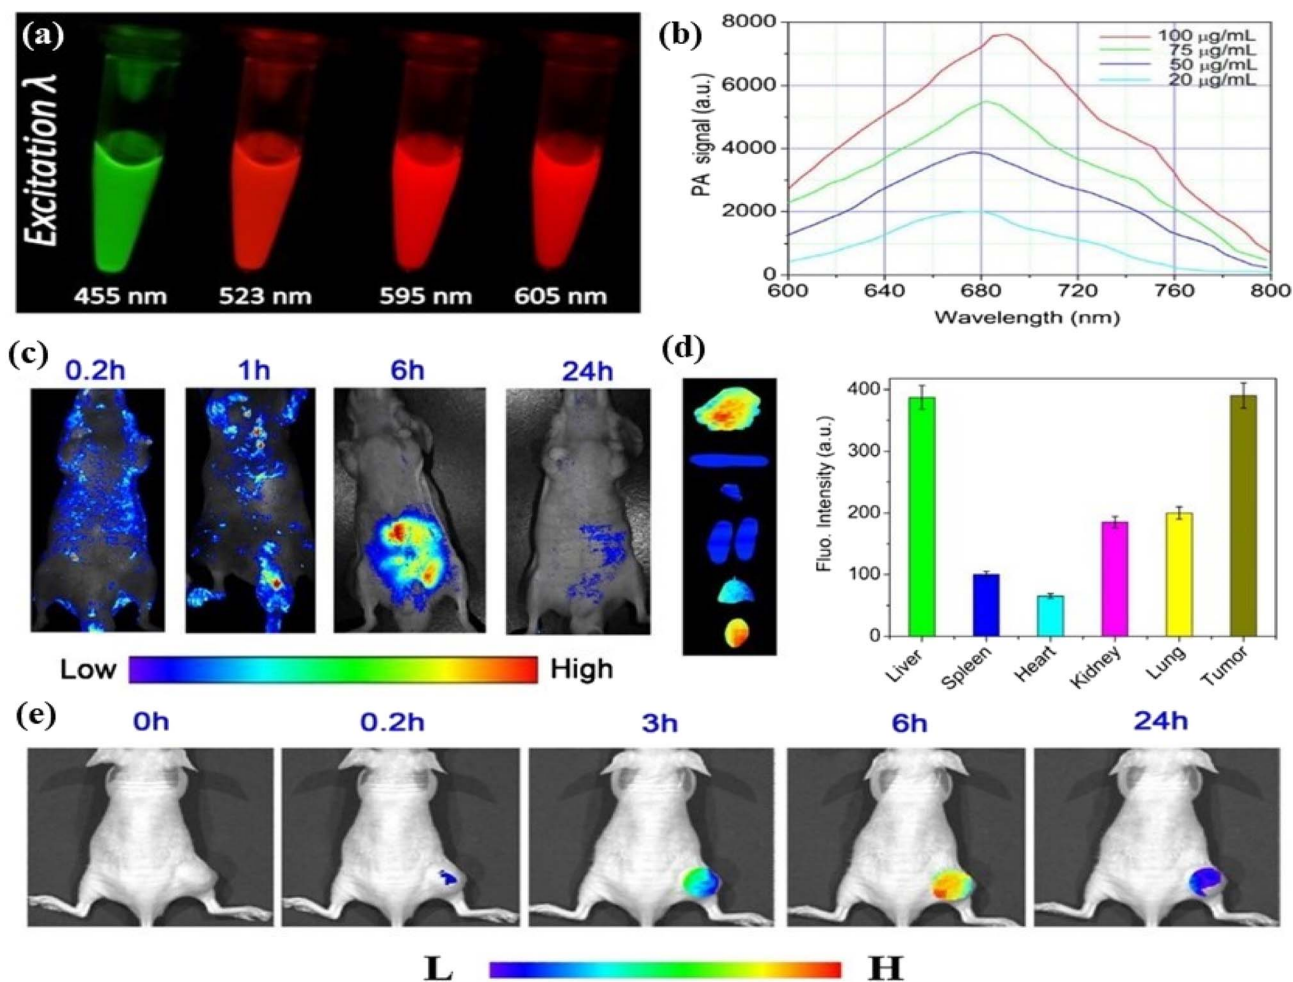 (a)
Excitation λ
455 nm
523 nm
595 nm
605 nm
(b)
8000
6000
4000
2000
0
PA signal (a.u.)
100 µg/mL
75 µg/mL
50 µg/mL
20 µg/mL
600
640
680
720
760
800
Wavelength (nm)
(c)
0.2h
1h
6h
24h
Low
High
(d)
400
300
200
100
0
Fluo. Intensity (a.u.)
Liver
Spleen
Heart
Kidney
Lung
Tumor
(e)
0h
0.2h
3h
6h
24h
L
H